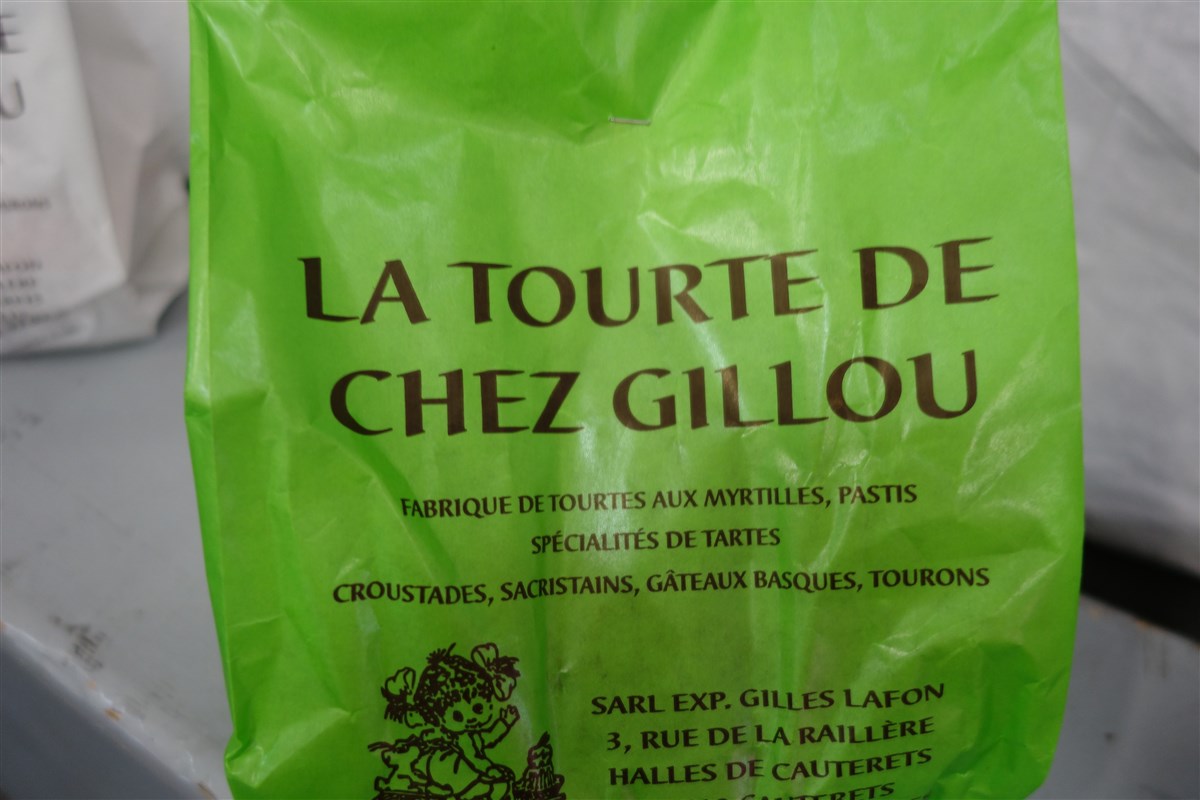 LA TOURTE DE
CHEZ GILLOU
FABRIQUE DE TOURTES AUX MYRTILLES, PASTIS
SPÉCIALITÉS DE TARTES
CROUSTADES, SACRISTAINS, GÂTEAUX BASQUES, TOURONS
SARL EXP. GILLES LAFON
3, RUE DE LA RAILLÈRE
HALLES DE CAUTERETS
CAUTERETS